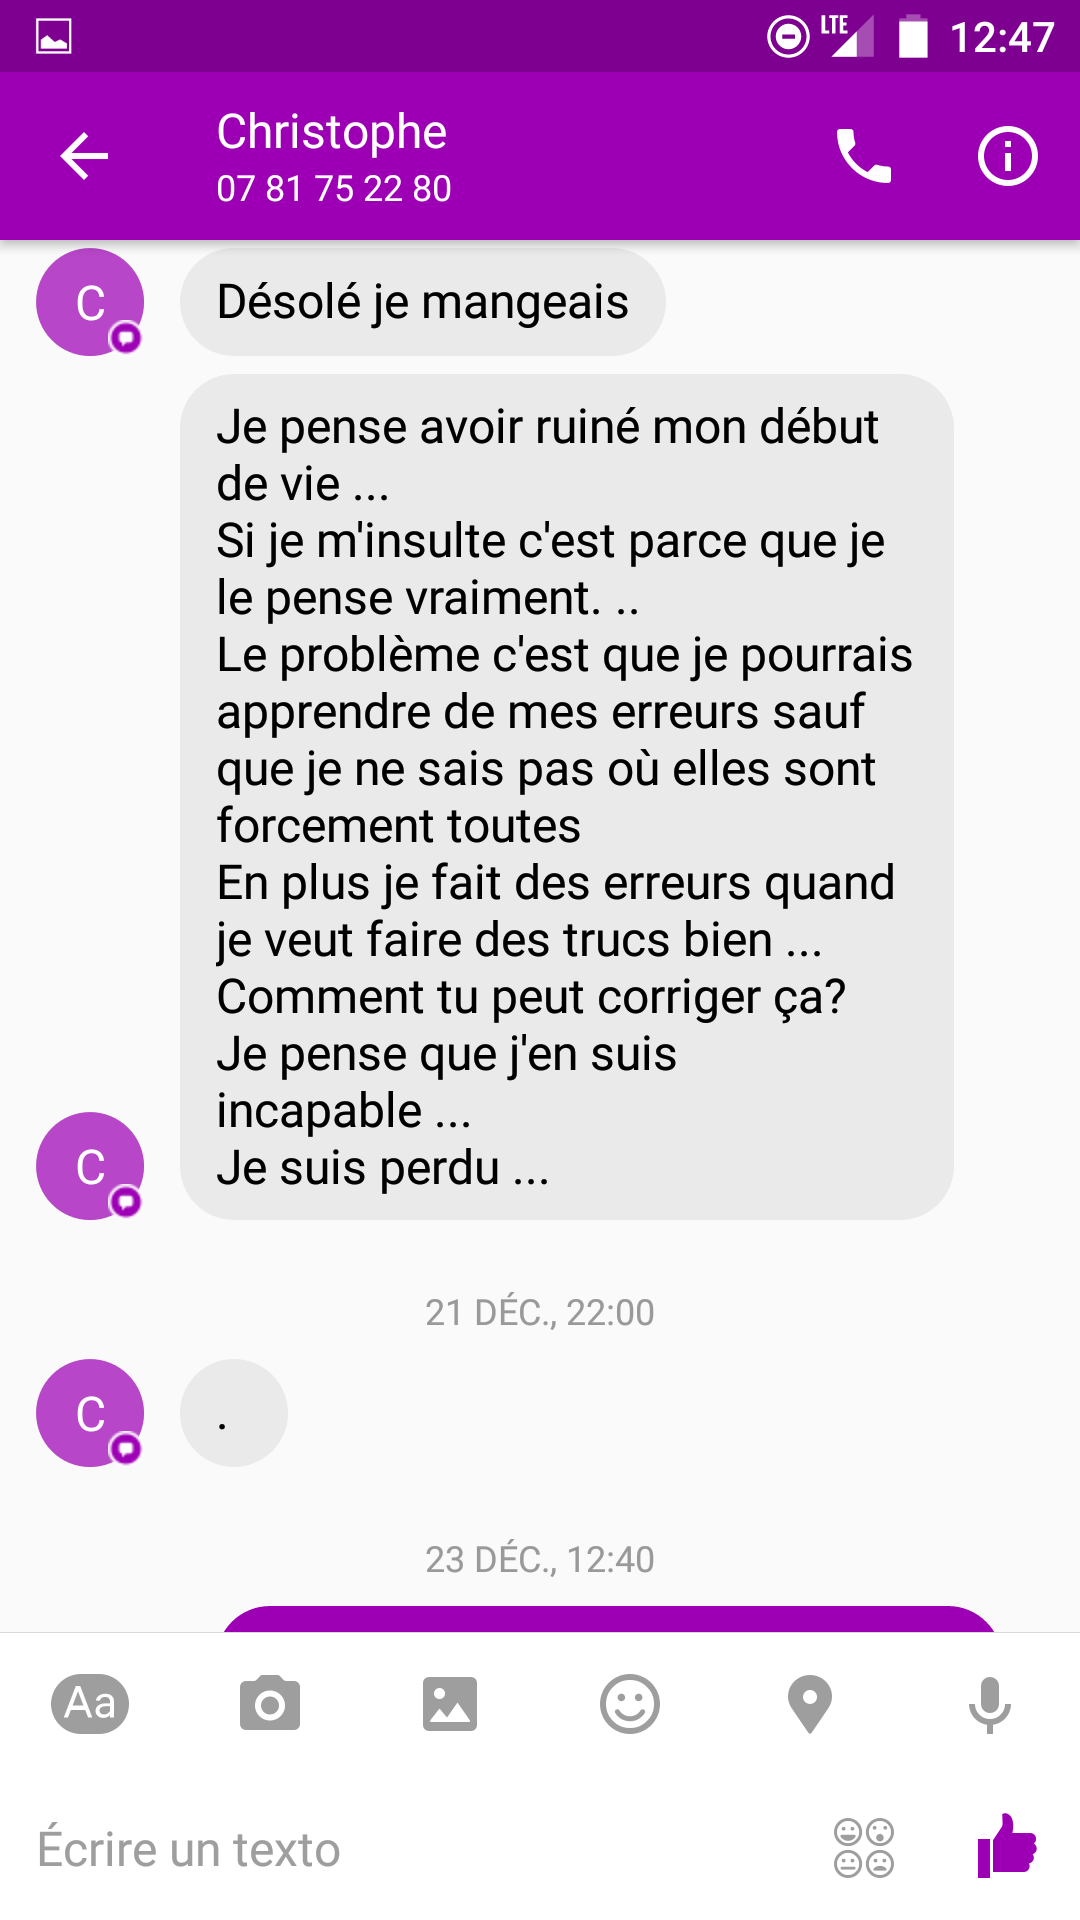 LTE 12:47
Christophe
07 81 75 22 80
C
Désolé je mangeais
Je pense avoir ruiné mon début
de vie ...
Si je m'insulte c'est parce que je
le pense vraiment. ..
Le problème c'est que je pourrais
apprendre de mes erreurs sauf
que je ne sais pas où elles sont
forcement toutes
En plus je fait des erreurs quand
je veut faire des trucs bien ...
Comment tu peut corriger ça?
Je pense que j'en suis
incapable ...
C
Je suis perdu ...
21 DÉC., 22:00
C
.
23 DÉC., 12:40
Aa
Écrire un texto